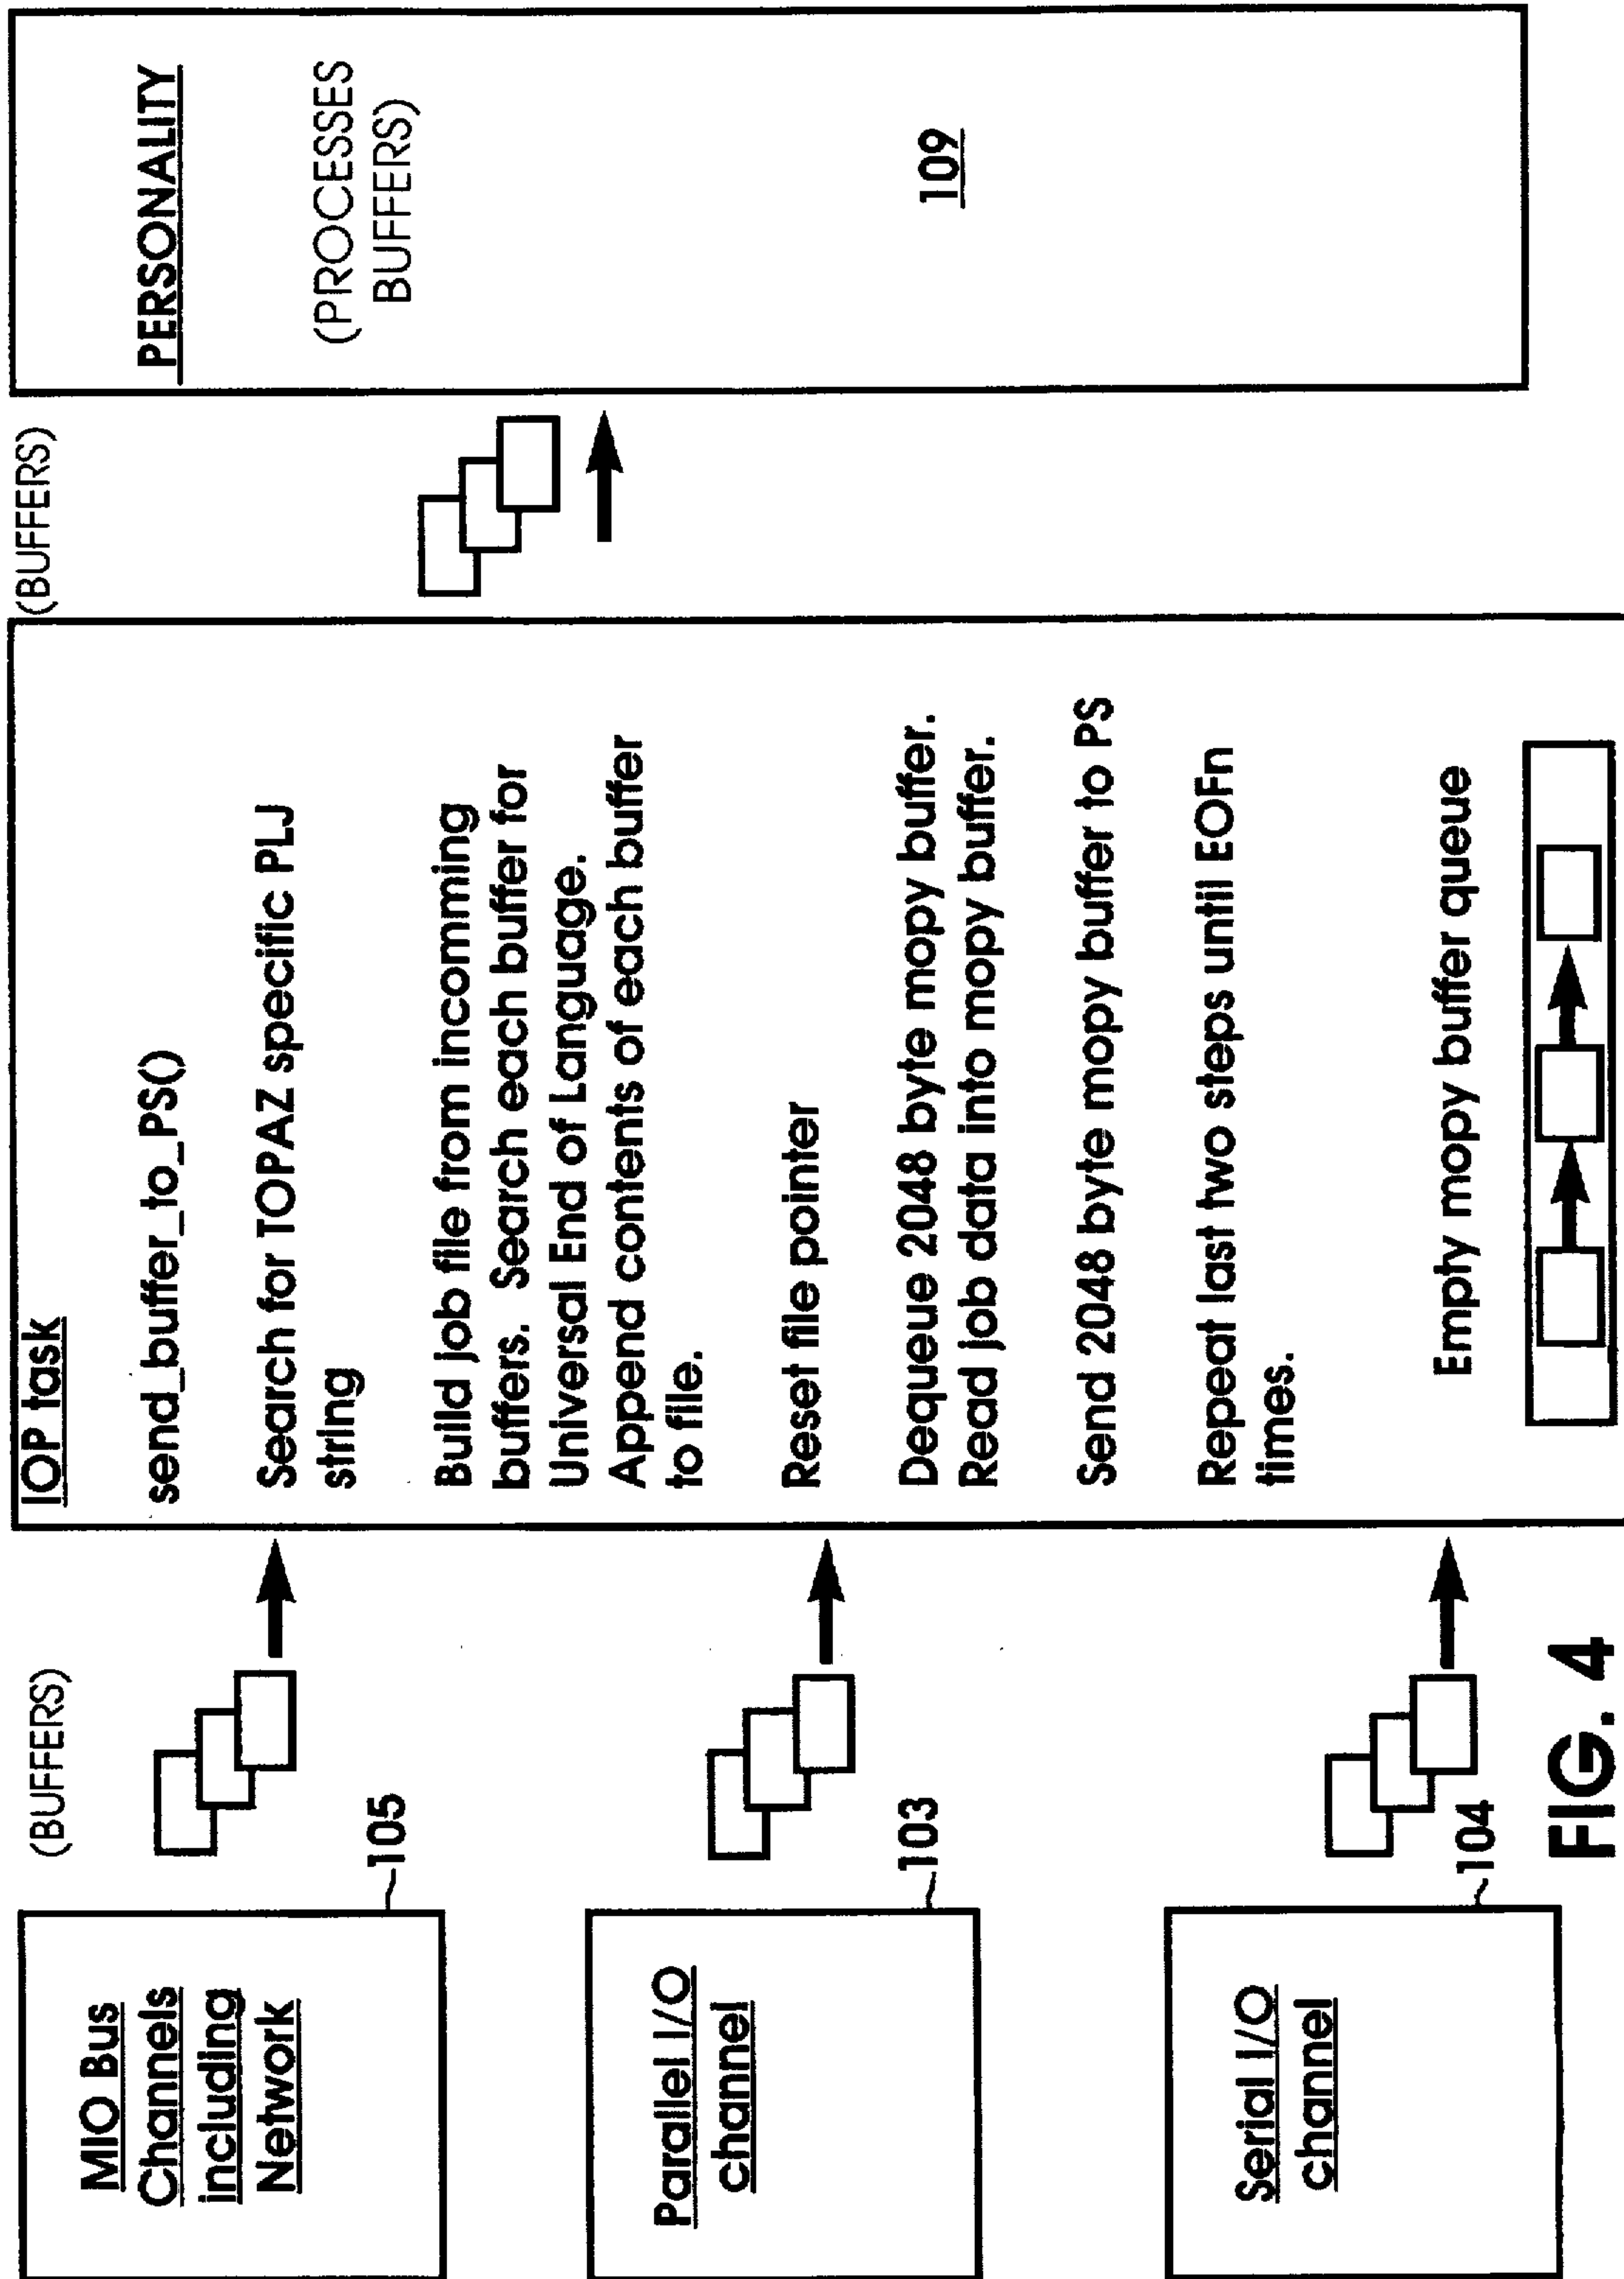 (BUFFERS)
(BUFFERS)
MIO Bus
Channels
including
Network
105
Parallel I/O
channel
103
Serial I/O
channel
104
IOP task
send_buffer_to_PS()
Search for TOPAZ specific PLJ
string
Build job file from incomming
buffers. Search each buffer for
Universal End of Language.
Append contents of each buffer
to file.
Reset file pointer
Dequeue 2048 byte mopy buffer.
Read job data into mopy buffer.
Send 2048 byte mopy buffer to PS
Repeat last two steps until EOFn
times.
Empty mopy buffer queue
PERSONALITY
(PROCESSES
BUFFERS)
109
FIG. 4